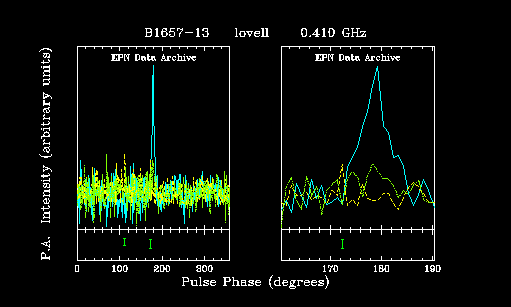 B1657-13 lovell 0.410 GHz
EPN Data Archive EPN Data Archive
P.A. Intensity (arbitrary units)
0 100 200 300 170 180 190
Pulse Phase (degrees)